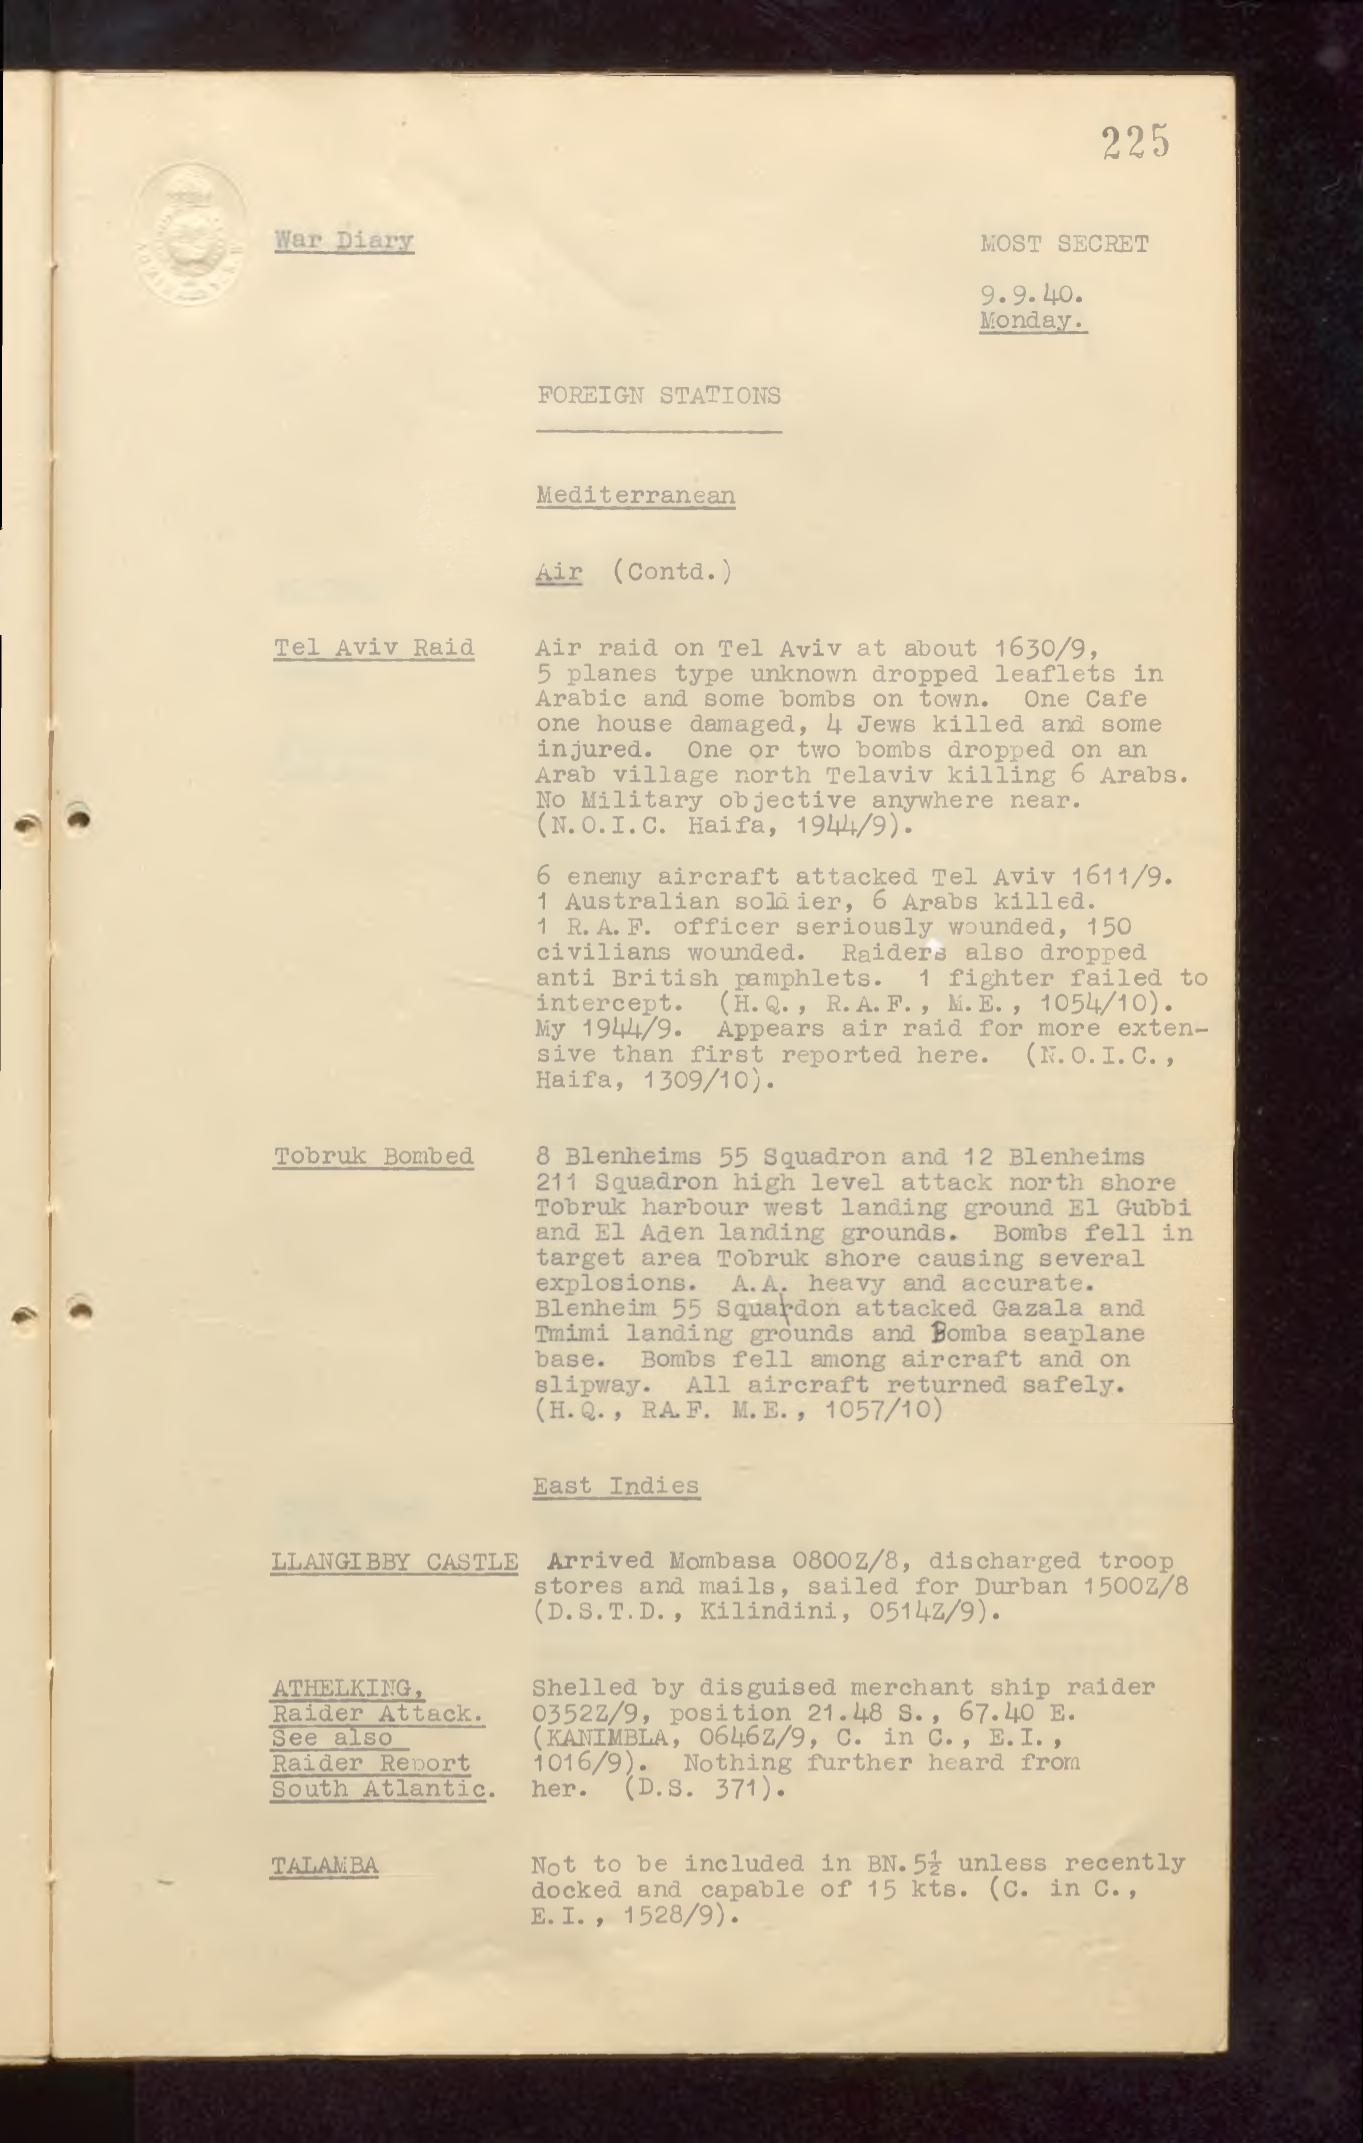 225
War Diary
MOST SECRET
9.9.40.
Monday.
FOREIGN STATIONS
Mediterranean
Air (Contd.)
Tel Aviv Raid
Air raid on Tel Aviv at about 1630/9,
5 planes type unknown dropped leaflets in
Arabic and some bombs on town. One Cafe
one house damaged, 4 Jews killed and some
injured. One or two bombs dropped on an
Arab village north Telaviv killing 6 Arabs.
No Military objective anywhere near.
(N.O.I.C. Haifa, 1944/9).
6 enemy aircraft attacked Tel Aviv 1611/9.
1 Australian soldier, 6 Arabs killed.
1 R.A.F. officer seriously wounded, 150
civilians wounded. Raiders also dropped
anti British pamphlets. 1 fighter failed to
intercept. (H.Q., R.A.F., M.E., 1054/10).
My 1944/9. Appears air raid for more exten-
sive than first reported here. (N.O.I.C.,
Haifa, 1309/10).
Tobruk Bombed
8 Blenheims 55 Squadron and 12 Blenheims
211 Squadron high level attack north shore
Tobruk harbour west landing ground El Gubbi
and El Aden landing grounds. Bombs fell in
target area Tobruk shore causing several
explosions. A.A. heavy and accurate.
Blenheim 55 Squardon attacked Gazala and
Tmimi landing grounds and Bomba seaplane
base. Bombs fell among aircraft and on
slipway. All aircraft returned safely.
(H.Q., RA.F. M.E., 1057/10)
East Indies
LLANGIBBY CASTLE Arrived Mombasa 0800Z/8, discharged troop
stores and mails, sailed for Durban 1500Z/8
(D.S.T.D., Kilindini, 0514Z/9).
ATHELKING,
Raider Attack.
See also
Raider Report
South Atlantic.
Shelled by disguised merchant ship raider
0352Z/9, position 21.48 S., 67.40 E.
(KANIMBLA, 0646Z/9, C. in C., E.I.,
1016/9). Nothing further heard from
her. (D.S. 371).
TALAMBA
Not to be included in BN.5½ unless recently
docked and capable of 15 kts. (C. in C.,
E.I., 1528/9).